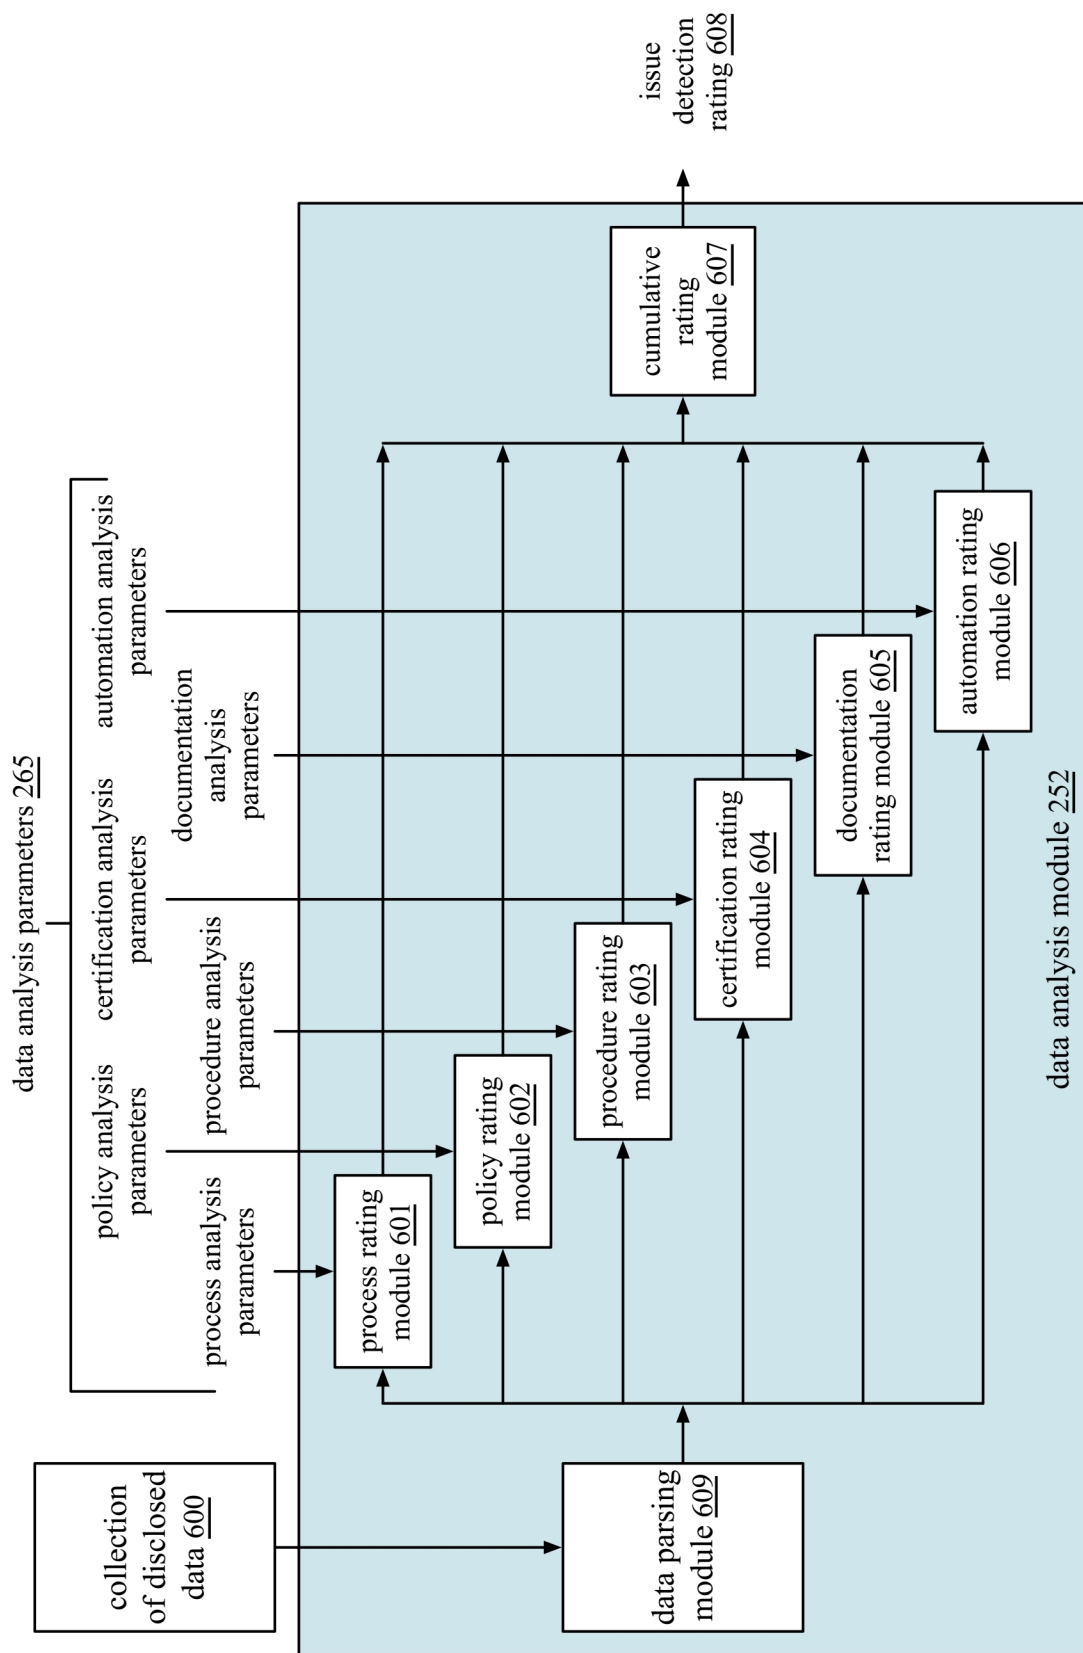 data analysis parameters 265
policy analysis
parameters
certification analysis
parameters
automation analysis
parameters
process analysis
parameters
procedure analysis
parameters
documentation
analysis
parameters
collection
of disclosed
data 600
data parsing
module 609
process rating
module 601
policy rating
module 602
procedure rating
module 603
certification rating
module 604
documentation
rating module 605
automation rating
module 606
cumulative
rating
module 607
issue
detection
rating 608
data analysis module 252